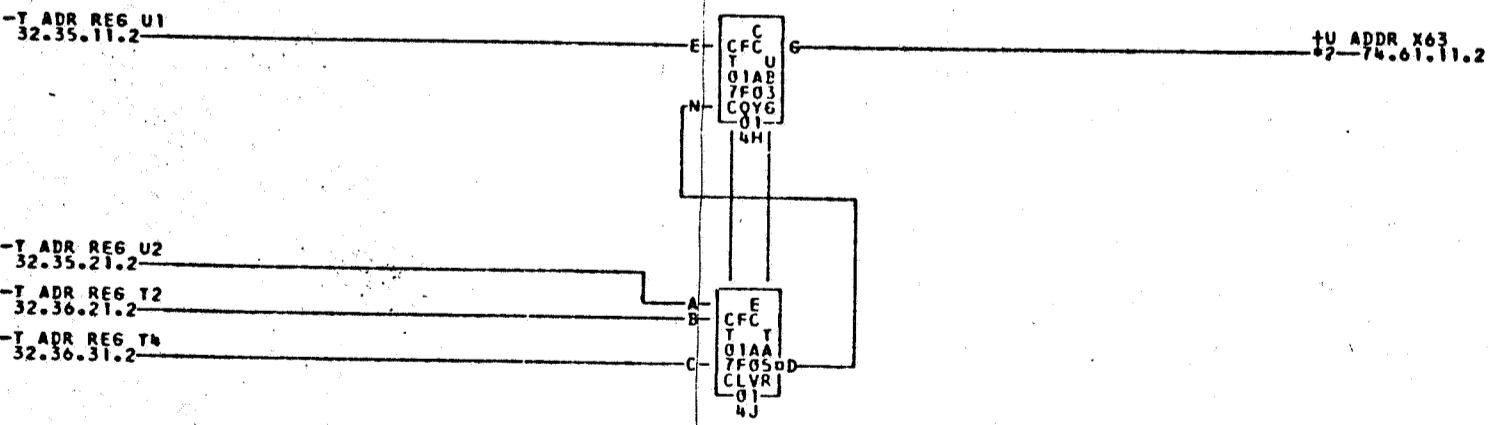 -T ADR REG U1
32.35.11.2
E
C
CFC
G
T U
01AB
7F03
N
CQYG
01
4H
+U ADDR X63
*2—74.61.11.2
-T ADR REG U2
32.35.21.2
-T ADR REG T2
32.36.21.2
-T ADR REG T4
32.36.31.2
A
E
B
CFC
T T
01AA
C
7F05
D
CLVR
01
4J